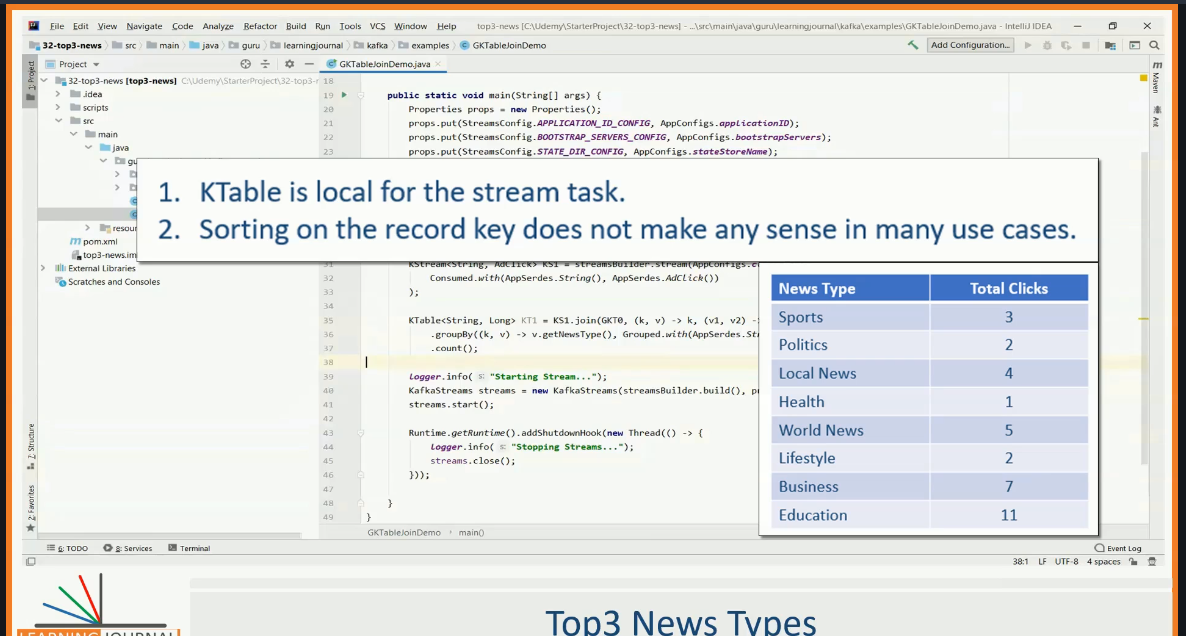 File Edit View Navigate Code Analyze Refactor Build Run Tools VCS Window Help top3-news [C:\Udemy\StarterProject\32-top3-news] - ...\src\main\java\guru\learningjournal\kafka\examples\GKTableJoinDemo.java - IntelliJ IDEA
32-top3-news src main java guru learningjournal kafka examples GKTableJoinDemo Add Configuration...
Project GKTableJoinDemo.java
1: Project
Maven
Ant
32-top3-news [top3-news] C:\Udemy\StarterProject\32-top3-n
.idea
scripts
src
main
java
gu
resour
pom.xml
top3-news.im
External Libraries
Scratches and Consoles
18
19 public static void main(String[] args) {
20 Properties props = new Properties();
21 props.put(StreamsConfig.APPLICATION_ID_CONFIG, AppConfigs.applicationID);
22 props.put(StreamsConfig.BOOTSTRAP_SERVERS_CONFIG, AppConfigs.bootstrapServers);
23 props.put(StreamsConfig.STATE_DIR_CONFIG, AppConfigs.stateStoreName);
1. KTable is local for the stream task.
2. Sorting on the record key does not make any sense in many use cases.
31 KStream<String, AdClick> KS1 = streamsBuilder.stream(AppConfigs.c
32 Consumed.with(AppSerdes.String(), AppSerdes.AdClick())
33 );
34
35 KTable<String, Long> KT1 = KS1.join(GKT0, (k, v) -> k, (v1, v2) -
36 .groupBy((k, v) -> v.getNewsType(), Grouped.with(AppSerdes.St
37 .count();
38
39 Logger.info( s: "Starting Stream...");
40 KafkaStreams streams = new KafkaStreams(streamsBuilder.build(), p
41 streams.start();
42
43 Runtime.getRuntime().addShutdownHook(new Thread(() -> {
44 Logger.info( s: "Stopping Streams...");
45 streams.close();
46 }));
47
48 }
49 }
GKTableJoinDemo main()
News Type Total Clicks
Sports 3
Politics 2
Local News 4
Health 1
World News 5
Lifestyle 2
Business 7
Education 11
Z: Structure
2: Favorites
6: TODO 8: Services Terminal Event Log
38:1 LF UTF-8 4 spaces
LEARNING JOURNAL
Top3 News Types